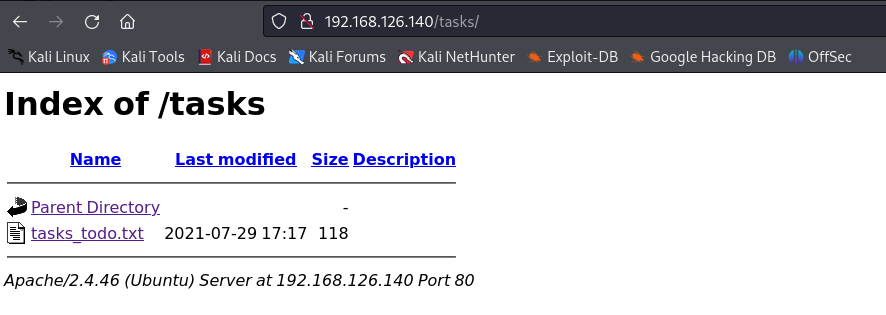 192.168.126.140/tasks/
Kali Linux Kali Tools Kali Docs Kali Forums Kali NetHunter Exploit-DB Google Hacking DB OffSec
Index of /tasks
Name Last modified Size Description
Parent Directory -
tasks_todo.txt 2021-07-29 17:17 118
Apache/2.4.46 (Ubuntu) Server at 192.168.126.140 Port 80